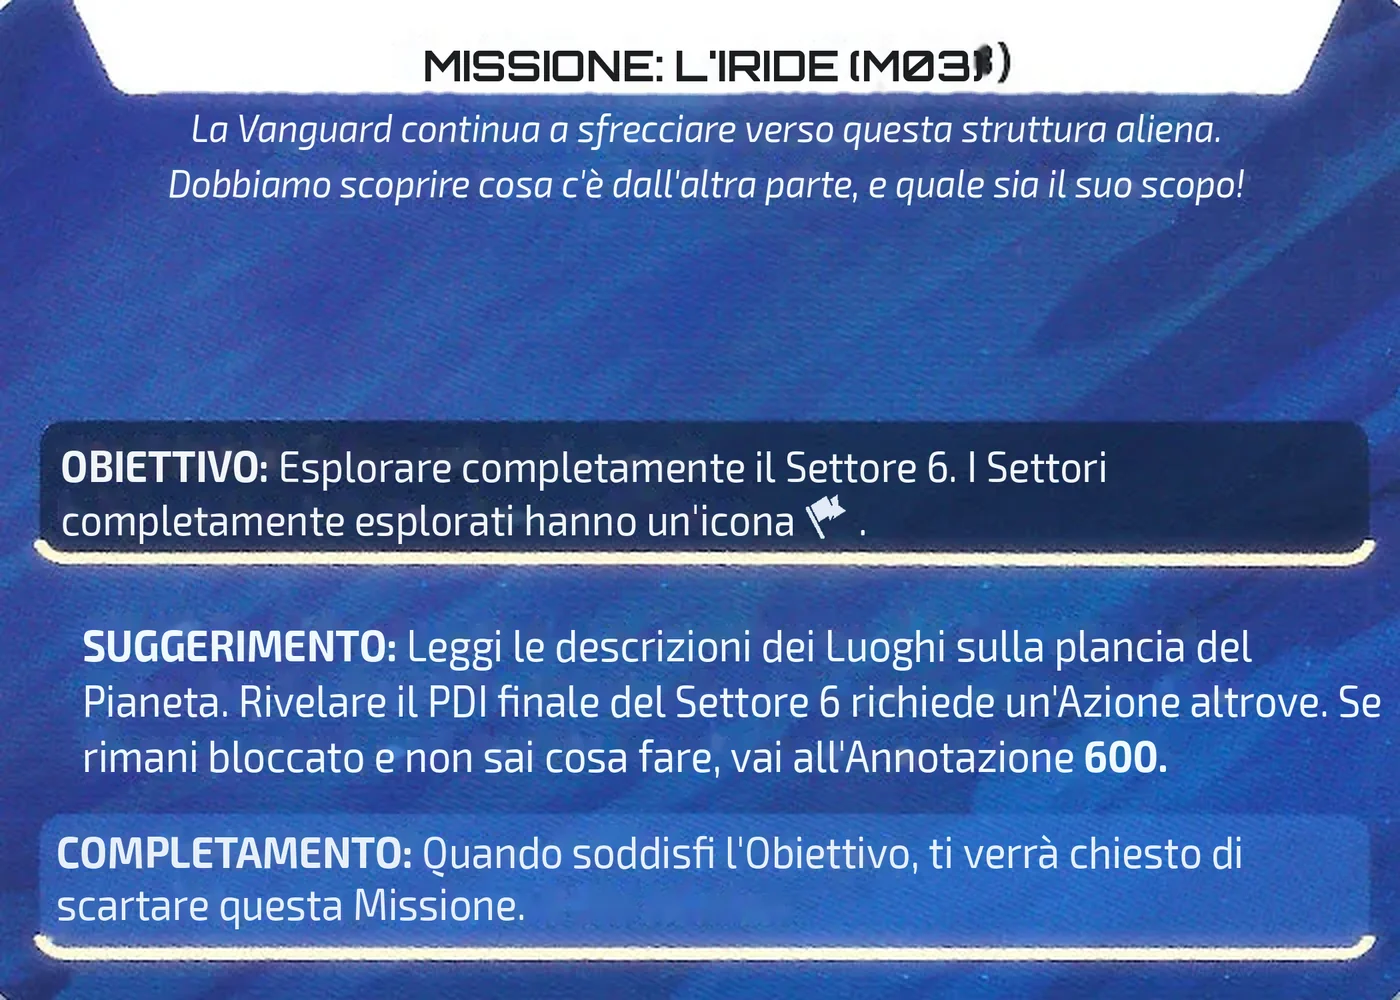 MISSIONE: L'IRIDE (M03)
La Vanguard continua a sfrecciare verso questa struttura aliena.
Dobbiamo scoprire cosa c'è dall'altra parte, e quale sia il suo scopo!
OBIETTIVO: Esplorare completamente il Settore 6. I Settori
completamente esplorati hanno un'icona .
SUGGERIMENTO: Leggi le descrizioni dei Luoghi sulla plancia del
Pianeta. Rivelare il PDI finale del Settore 6 richiede un'Azione altrove. Se
rimani bloccato e non sai cosa fare, vai all'Annotazione 600.
COMPLETAMENTO: Quando soddisfi l'Obiettivo, ti verrà chiesto di
scartare questa Missione.